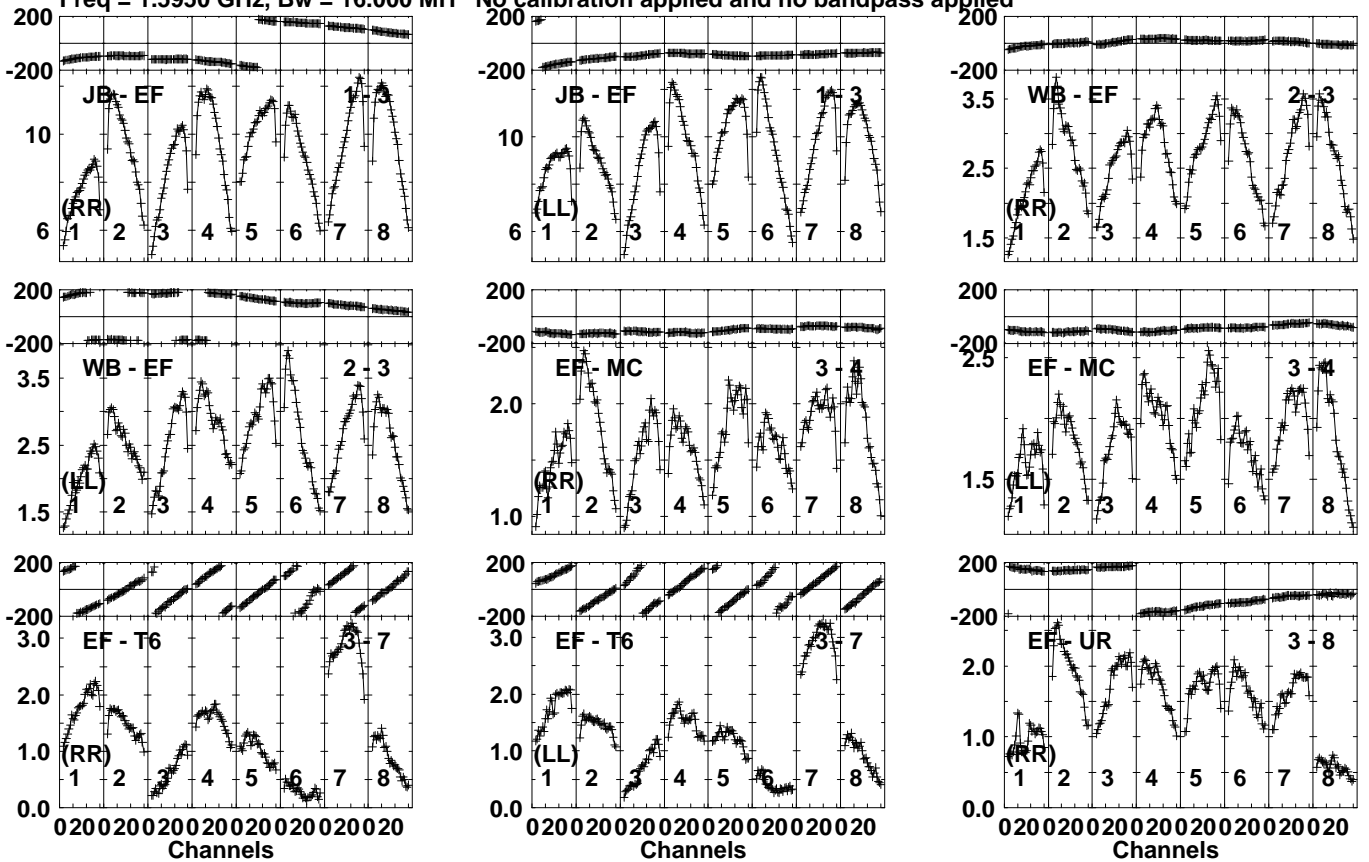 Freq = 1.5950 GHz, Bw = 16.000 MH No calibration applied and no bandpass applied
200 200 200
-200 -200 -200
JB - EF 1 - 3 JB - EF 1 - 3 WB - EF 2 - 3
10 10 3.5
2.5
(RR) (LL) (RR)
6 6 1.5
1 2 3 4 5 6 7 8 1 2 3 4 5 6 7 8 1 2 3 4 5 6 7 8
200 200 200
-200 -200 -200
WB - EF 2 - 3 EF - MC 3 - 4 EF - MC 3 - 4
3.5 2.0 2.5
2.5
(LL) (RR) (LL)
1.5 1.0 1.5
1 2 3 4 5 6 7 8 1 2 3 4 5 6 7 8 1 2 3 4 5 6 7 8
200 200 200
-200 -200 -200
EF - T6 3 - 7 EF - T6 3 - 7 EF - UR 3 - 8
3.0 3.0
2.0 2.0 2.0
1.0 1.0 1.0
(RR) (LL) (RR)
1 2 3 4 5 6 7 8 1 2 3 4 5 6 7 8 1 2 3 4 5 6 7 8
0.0 0.0 0.0
0 20 0 20 0 20 0 20 0 20 0 20 0 20 0 20 0 20 0 20 0 20 0 20 0 20 0 20 0 20 0 20 0 20 0 20 0 20 0 20 0 20 0 20 0 20 0 20
Channels Channels Channels